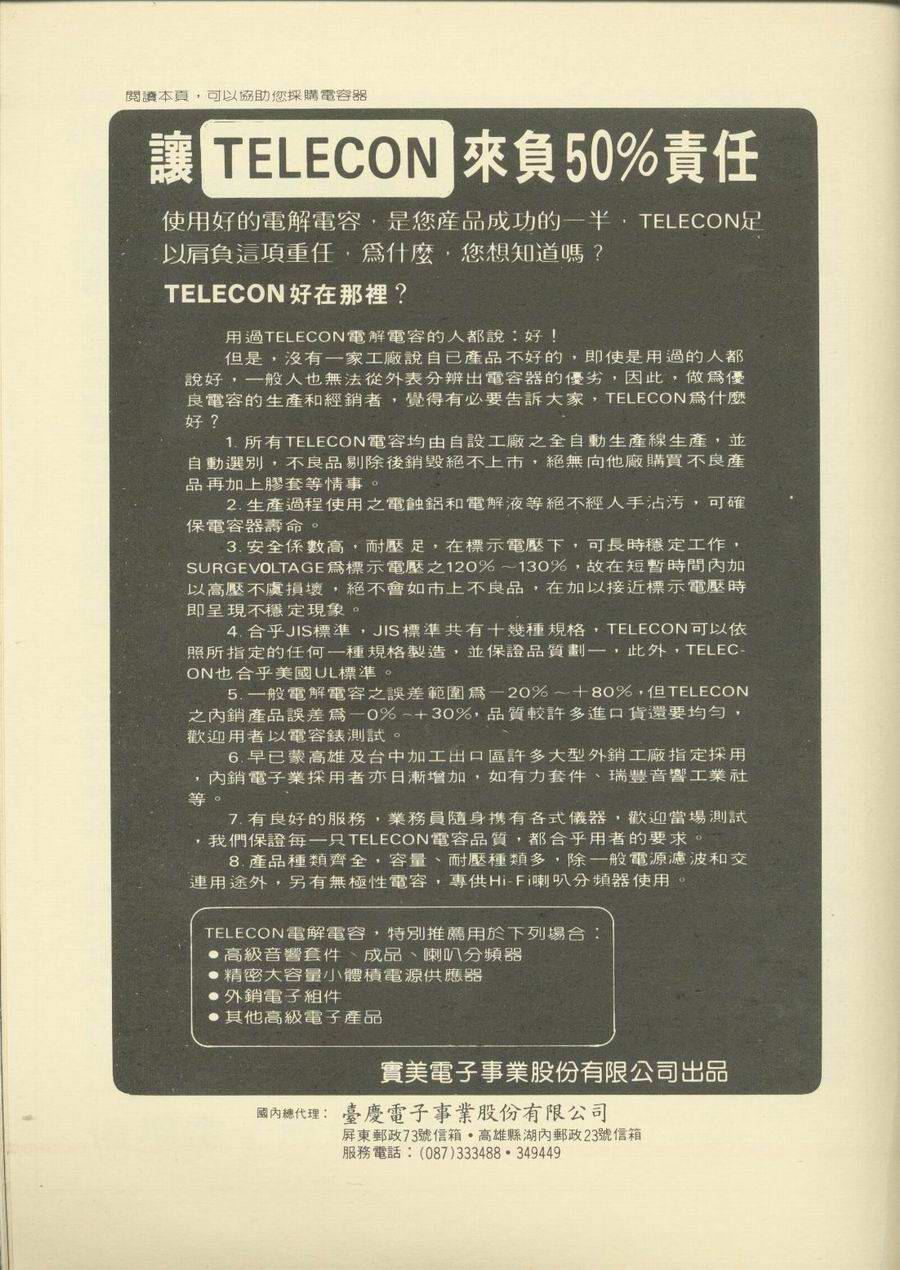 閱讀本頁，可以協助您採購電容器
讓 TELECON 來負50%責任
使用好的電解電容，是您產品成功的一半，TELECON足
以肩負這項重任，爲什麼，您想知道嗎？
TELECON好在那裡？
用過TELECON電解電容的人都說：好！
但是，沒有一家工廠說自己產品不好的，即使是用過的人都
說好，一般人也無法從外表分辨出電容器的優劣，因此，做爲優
良電容的生產和經銷者，覺得有必要告訴大家，TELECON爲什麼
好？
1. 所有TELECON電容均由自設工廠之全自動生產線生產，並
自動選別，不良品剔除後銷毀絕不上市，絕無向他廠購買不良產
品再加上膠套等情事。
2. 生產過程使用之電蝕鋁和電解液等絕不經人手沾汚，可確
保電容器壽命。
3. 安全係數高，耐壓足，在標示電壓下，可長時穩定工作，
SURGEVOLTAGE爲標示電壓之120%～130%，故在短暫時間內加
以高壓不虞損壞，絕不會如市上不良品，在加以接近標示電壓時
即呈現不穩定現象。
4. 合乎JIS標準，JIS標準共有十幾種規格，TELECON可以依
照所指定的任何一種規格製造，並保證品質劃一，此外，TELEC-
ON也合乎美國UL標準。
5. 一般電解電容之誤差範圍爲－20%～＋80%，但TELECON
之內銷產品誤差爲－0%～+30%，品質較許多進口貨還要均勻，
歡迎用者以電容錶測試。
6. 早已蒙高雄及台中加工出口區許多大型外銷工廠指定採用
，內銷電子業採用者亦日漸增加，如有力套件、瑞豐音響工業社
等。
7. 有良好的服務，業務員隨身攜有各式儀器，歡迎當場測試
，我們保證每一只TELECON電容品質，都合乎用者的要求。
8. 產品種類齊全，容量、耐壓種類多，除一般電源濾波和交
連用途外，另有無極性電容，專供Hi-Fi喇叭分頻器使用。
TELECON電解電容，特別推薦用於下列場合：
●高級音響套件、成品、喇叭分頻器
●精密大容量小體積電源供應器
●外銷電子組件
●其他高級電子產品
實美電子事業股份有限公司出品
國內總代理：臺慶電子事業股份有限公司
屏東郵政73號信箱・高雄縣湖內郵政23號信箱
服務電話：(087)333488・349449